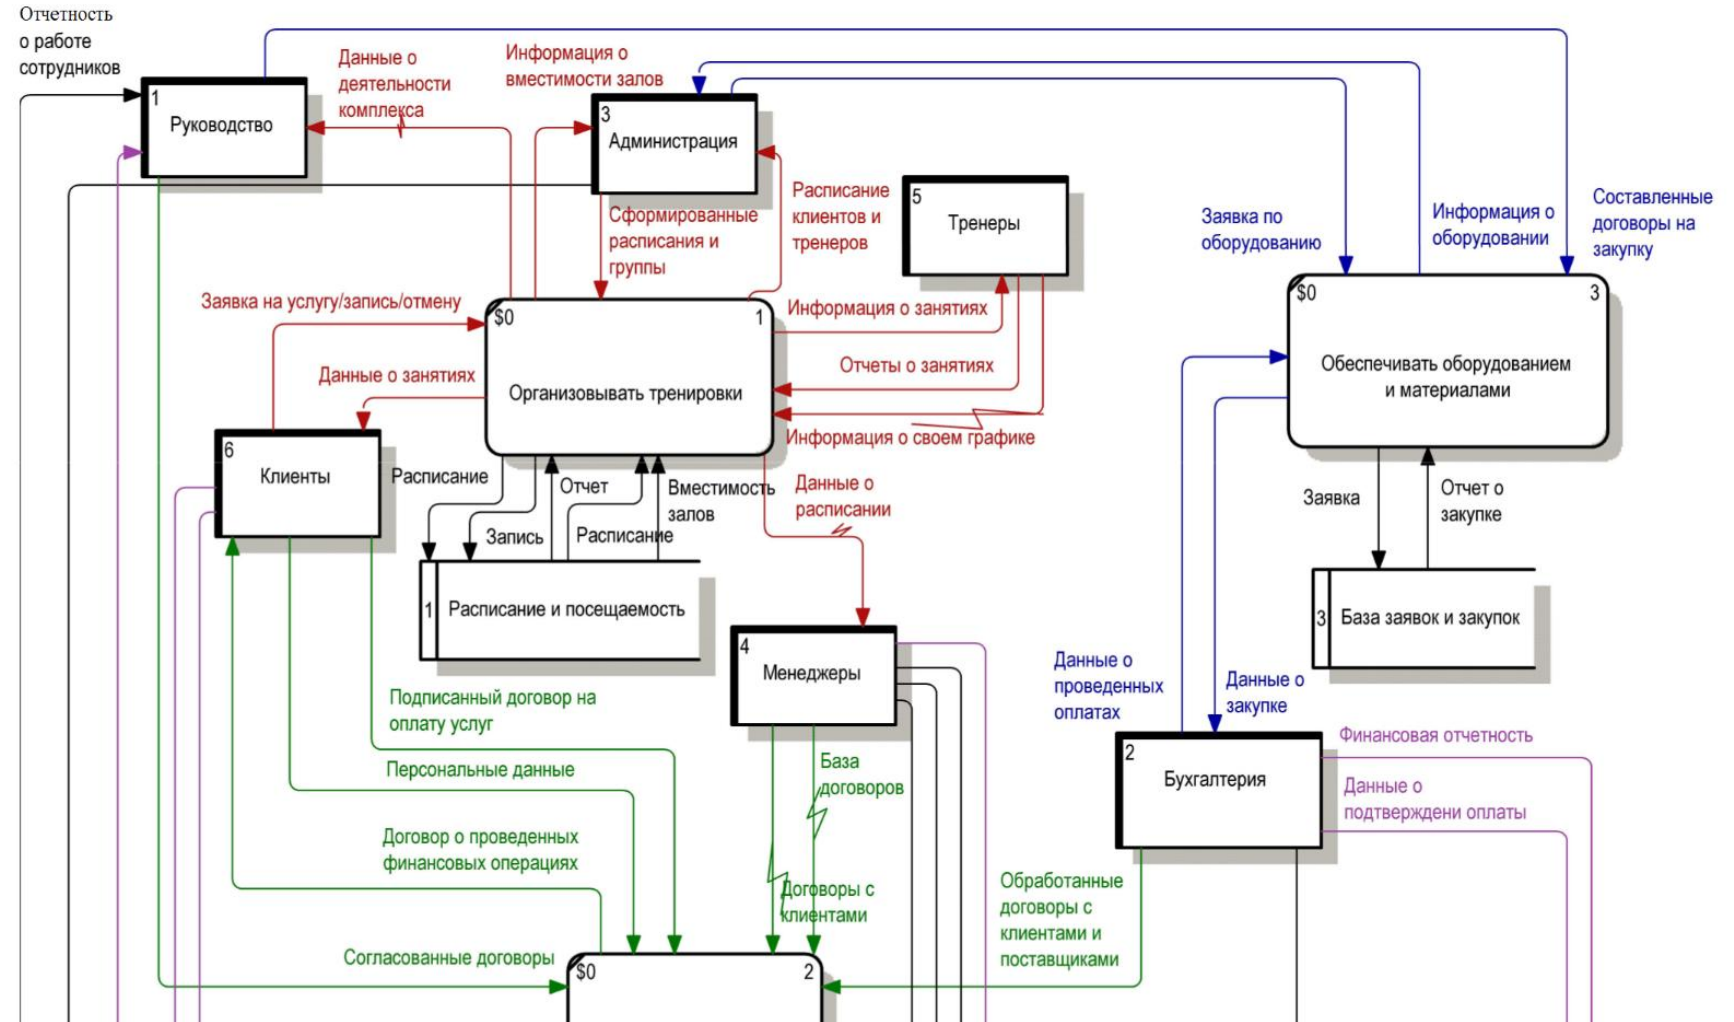 Отчетность
о работе
сотрудников
Данные о
деятельности
комплекса
Информация о
вместимости залов
1
Руководство
3
Администрация
5
Тренеры
Расписание
клиентов и
тренеров
Сформированные
расписания и
группы
Заявка по
оборудованию
Информация о
оборудовании
Составленные
договоры на
закупку
Заявка на услугу/запись/отмену
$0
1
Организовывать тренировки
Информация о занятиях
Отчеты о занятиях
Информация о своем графике
Данные о занятиях
$0
3
Обеспечивать оборудованием
и материалами
6
Клиенты
Расписание
Запись
Отчет
Расписание
Вместимость
залов
Данные о
расписании
Заявка
Отчет о
закупке
1
Расписание и посещаемость
3
База заявок и закупок
4
Менеджеры
Данные о
проведенных
оплатах
Данные о
закупке
Подписанный договор на
оплату услуг
Персональные данные
База
договоров
2
Бухгалтерия
Финансовая отчетность
Данные о
подтверждени оплаты
Договор о проведенных
финансовых операциях
Договоры с
клиентами
Обработанные
договоры с
клиентами и
поставщиками
Согласованные договоры
$0
2